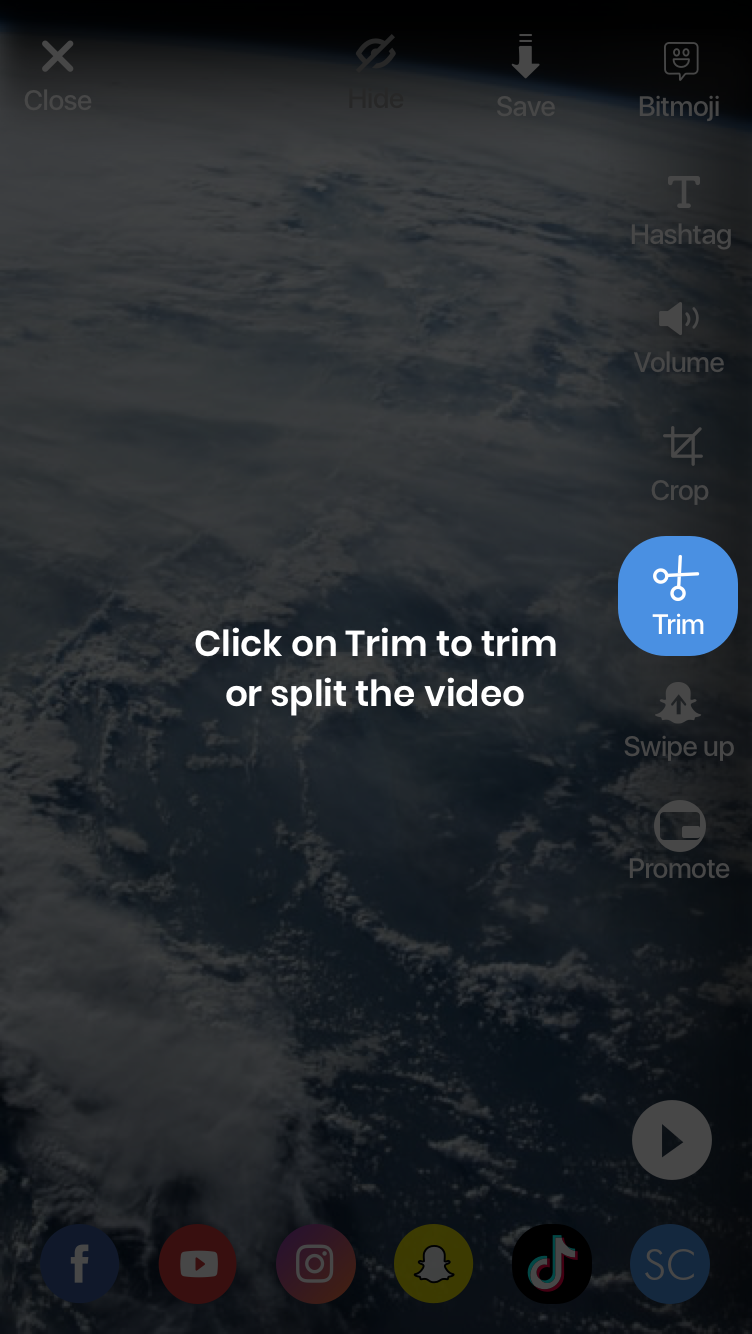 Close
Hide
Save
Bitmoji
Hashtag
Volume
Crop
Trim
Click on Trim to trim
or split the video
Swipe up
Promote
SC